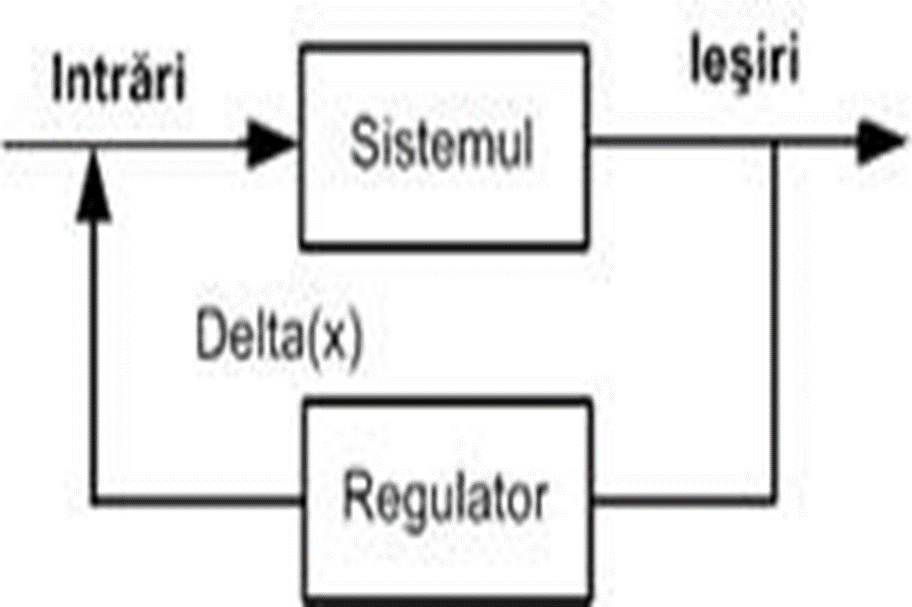 Intrări
Ieşiri
Sistemul
Delta(x)
Regulator